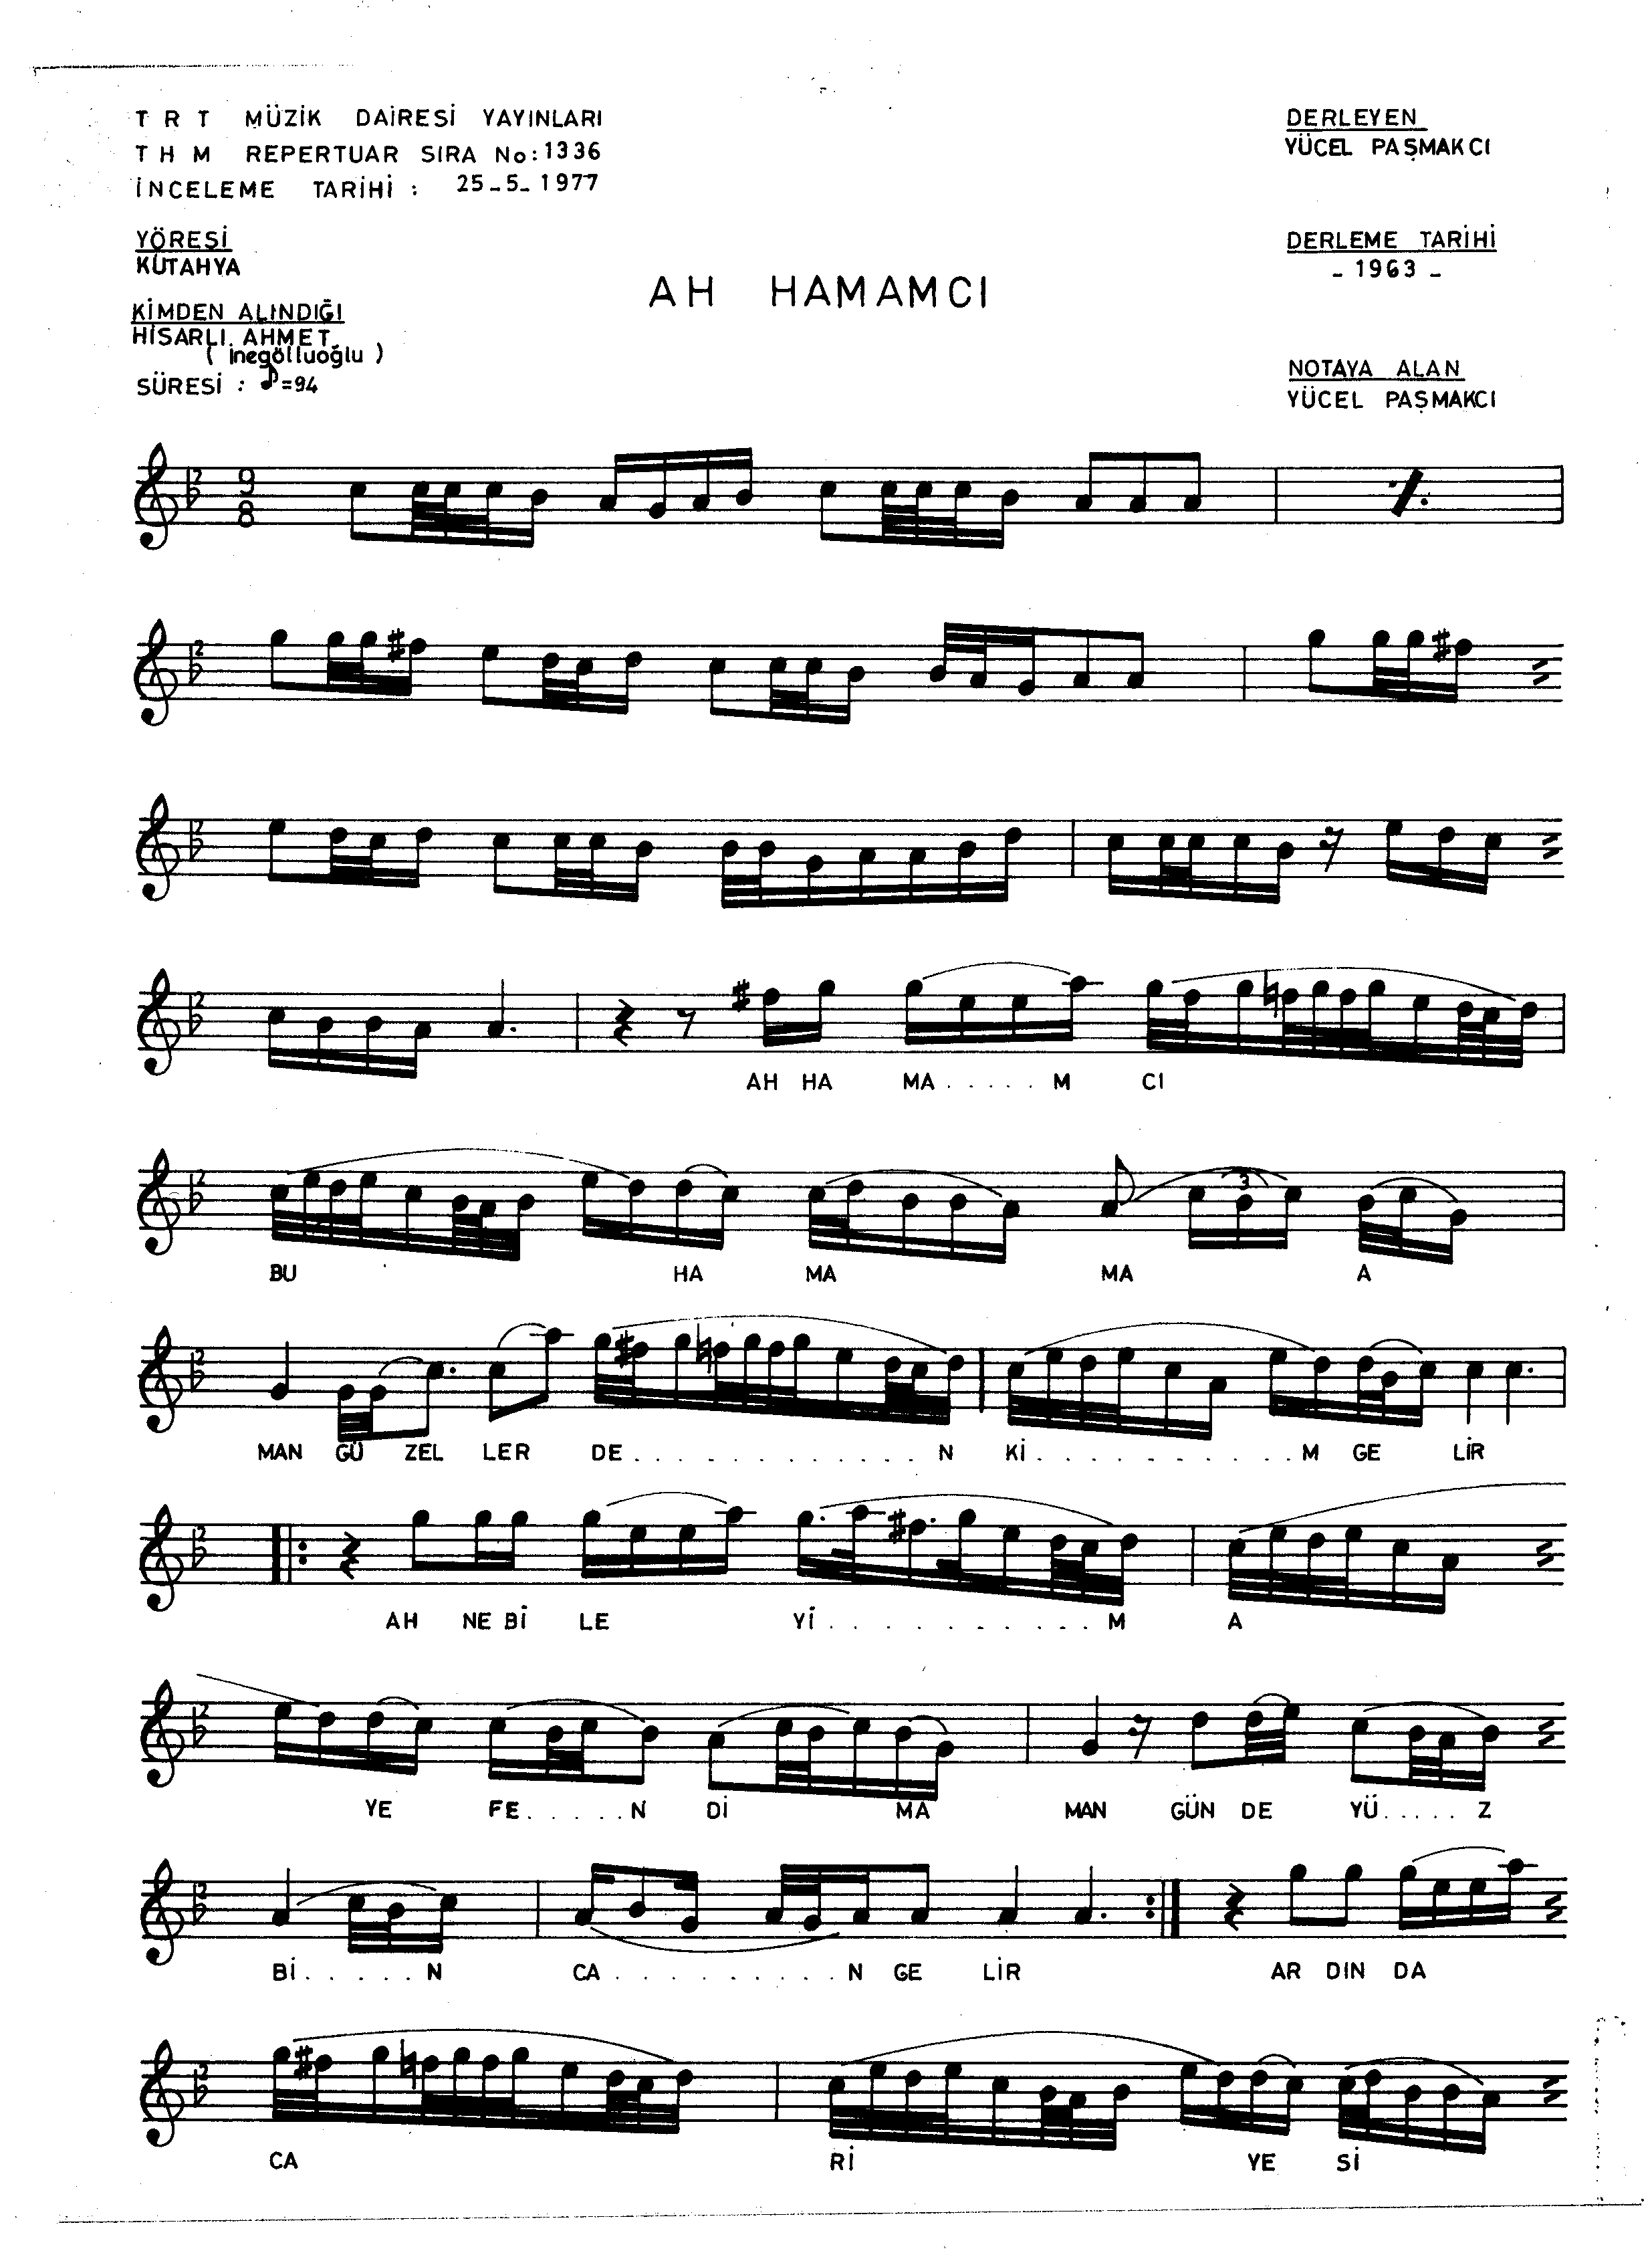 T R T MÜZİK DAİRESİ YAYINLARI
T H M REPERTUAR SIRA No: 1336
İNCELEME TARİHİ : 25-5-1977
DERLEYEN
YÜCEL PAŞMAKCI
YÖRESİ
KÜTAHYA
DERLEME TARİHİ
- 1963 -
AH HAMAMCI
KİMDEN ALINDIĞI
HİSARLI AHMET
( inegölluoğlu )
SÜRESİ : ♪=94
NOTAYA ALAN
YÜCEL PAŞMAKCI
9
8
AH HA MA . . . . . M CI
3
BU HA MA MA A
MAN GÜ ZEL LER DE . . . . . . . . . . . N Kİ . . . . . . . . . . M GE LİR
AH NE Bİ LE Yİ . . . . . . . . . . . M A
YE FE . . . . . N Dİ MA MAN GÜN DE YÜ . . . . . Z
Bİ . . . . . N CA . . . . . . . . . N GE LİR AR DIN DA
CA Rİ YE Sİ